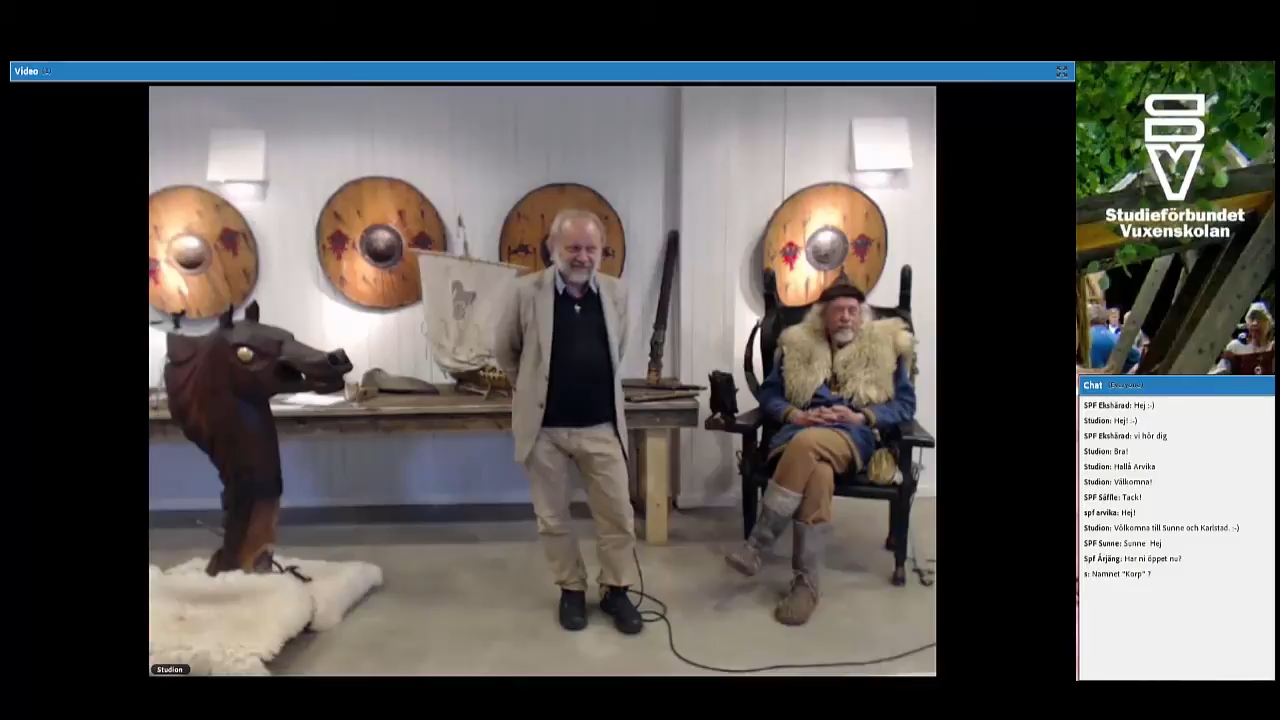 Video
Studieförbundet
Vuxenskolan
Chat (Everyone)
SPF Ekshärad: Hej :-)
Studion: Hej! :-)
SPF Ekshärad: vi hör dig
Studion: Bra!
Studion: Hallå Arvika
Studion: Välkomna!
SPF Säffle: Tack!
spf arvika: Hej!
Studion: Völkomna till Sunne och Karlstad. :-)
SPF Sunne: Sunne Hej
Spf Årjäng: Har ni öppet nu?
s: Namnet "Korp" ?
Studion